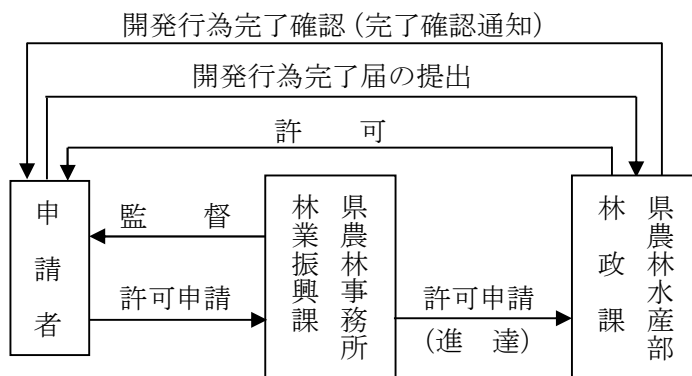 開発行為完了確認(完了確認通知)
開発行為完了届の提出
許　可
申請者
監　督
許可申請
県農林事務所
林業振興課
許可申請
(進　達)
県農林水産部
林政課